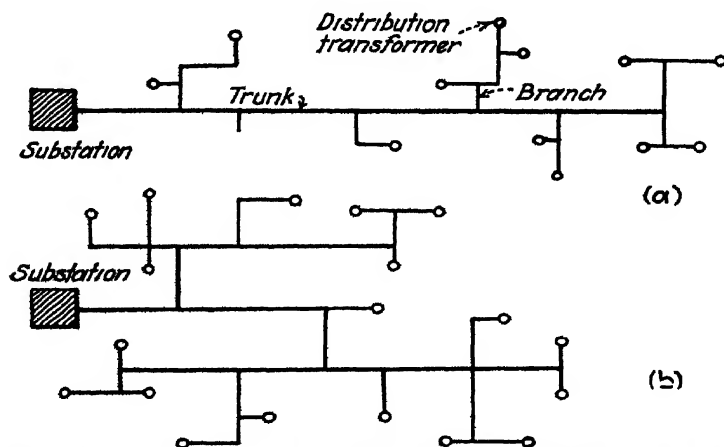 Distribution
transformer
Trunk
Branch
Substation
(a)
Substation
(b)